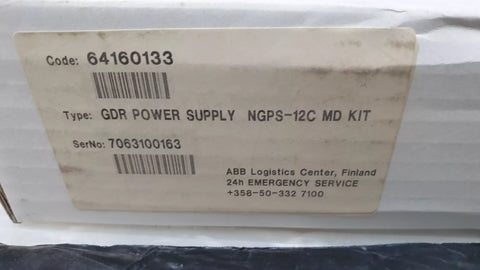 Code: 64160133
Type: GDR POWER SUPPLY NGPS-12C MD KIT
SerNo: 7063100163
ABB Logistics Center, Finland
24h EMERGENCY SERVICE
+358-50-332 7100